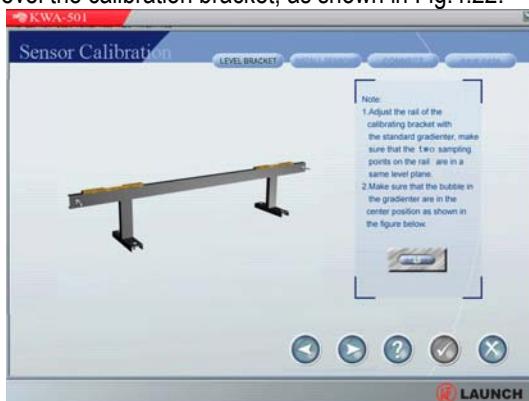 over the calibration bracket, as shown in Fig.4.22.
KWA-501
Sensor Calibration
LEVEL BRACKET
CONNECT
Note:
1.Adjust the rail of the
calibrating bracket with
the standard gradienter, make
sure that the two sampling
points on the rail are in a
same level plane.
2.Make sure that the bubble in
the gradienter are in the
center position as shown in
the figure below.
?
LAUNCH